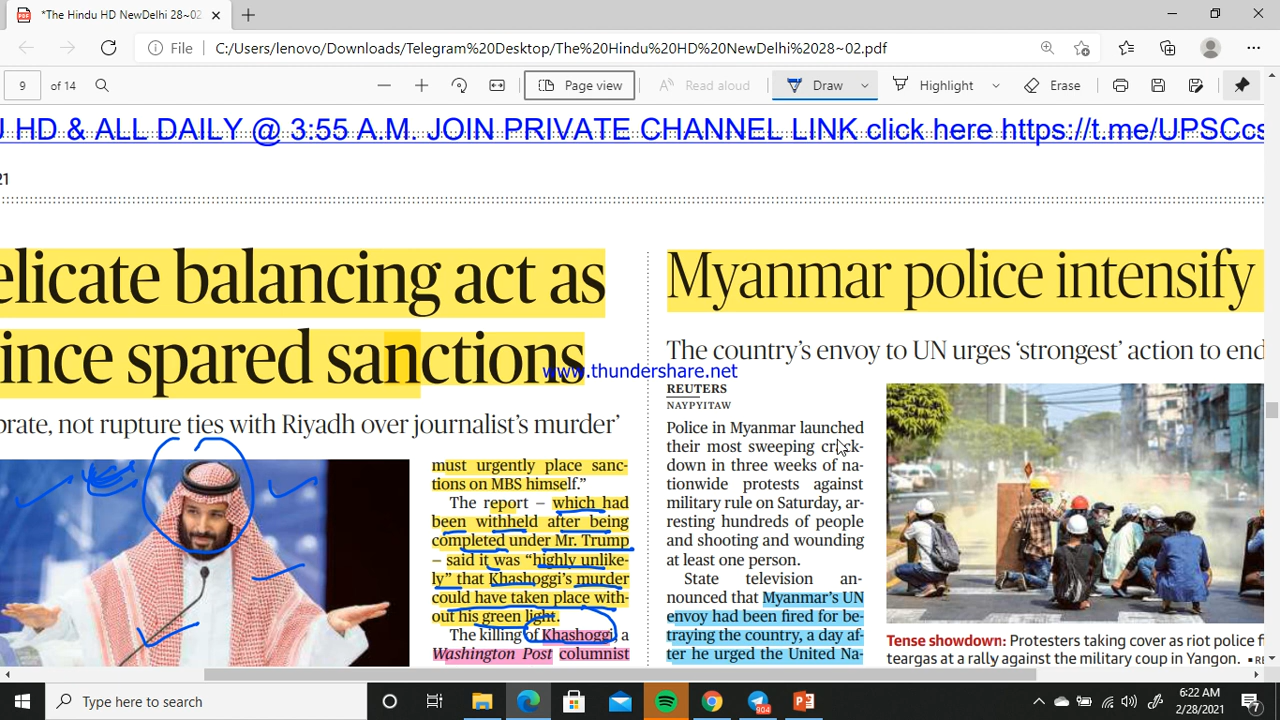 *The Hindu HD NewDelhi 28~02
File C:/Users/lenovo/Downloads/Telegram%20Desktop/The%20Hindu%20HD%20NewDelhi%2028~02.pdf
9 of 14 Page view Read aloud Draw Highlight Erase
HD & ALL DAILY @ 3:55 A.M. JOIN PRIVATE CHANNEL LINK click here https://t.me/UPSCcs
21
elicate balancing act as
ince spared sanctions
brate, not rupture ties with Riyadh over journalist's murder'
must urgently place sanc-
tions on MBS himself."
The report – which had
been withheld after being
completed under Mr. Trump
– said it was "highly unlike-
ly" that Khashoggi's murder
could have taken place with-
out his green light.
The killing of Khashoggi, a
Washington Post columnist
www.thundershare.net
Myanmar police intensify
The country's envoy to UN urges 'strongest' action to end
REUTERS
NAYPYITAW
Police in Myanmar launched
their most sweeping crack-
down in three weeks of na-
tionwide protests against
military rule on Saturday, ar-
resting hundreds of people
and shooting and wounding
at least one person.
State television an-
nounced that Myanmar's UN
envoy had been fired for be-
traying the country, a day af-
ter he urged the United Na-
Tense showdown: Protesters taking cover as riot police fi
teargas at a rally against the military coup in Yangon. ▪RE
Type here to search
904
6:22 AM
2/28/2021
7